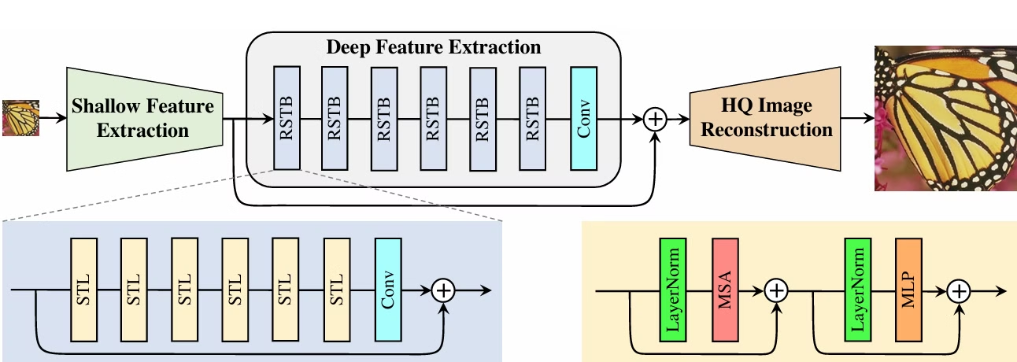 Deep Feature Extraction
Shallow Feature
Extraction
RSTB
RSTB
RSTB
RSTB
RSTB
RSTB
Conv
+
HQ Image
Reconstruction
STL
STL
STL
STL
STL
STL
Conv
+
LayerNorm
MSA
+
LayerNorm
MLP
+